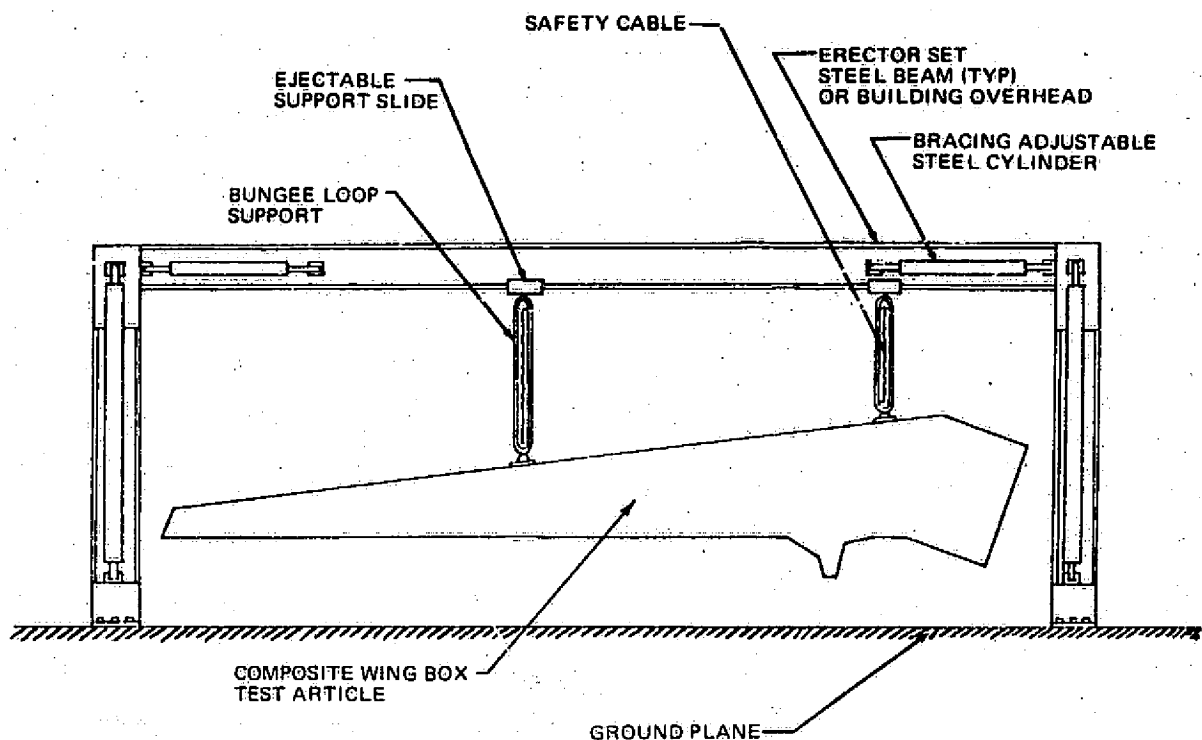 SAFETY CABLE
ERECTOR SET
STEEL BEAM (TYP)
OR BUILDING OVERHEAD
EJECTABLE
SUPPORT SLIDE
BRACING ADJUSTABLE
STEEL CYLINDER
BUNGEE LOOP
SUPPORT
COMPOSITE WING BOX
TEST ARTICLE
GROUND PLANE